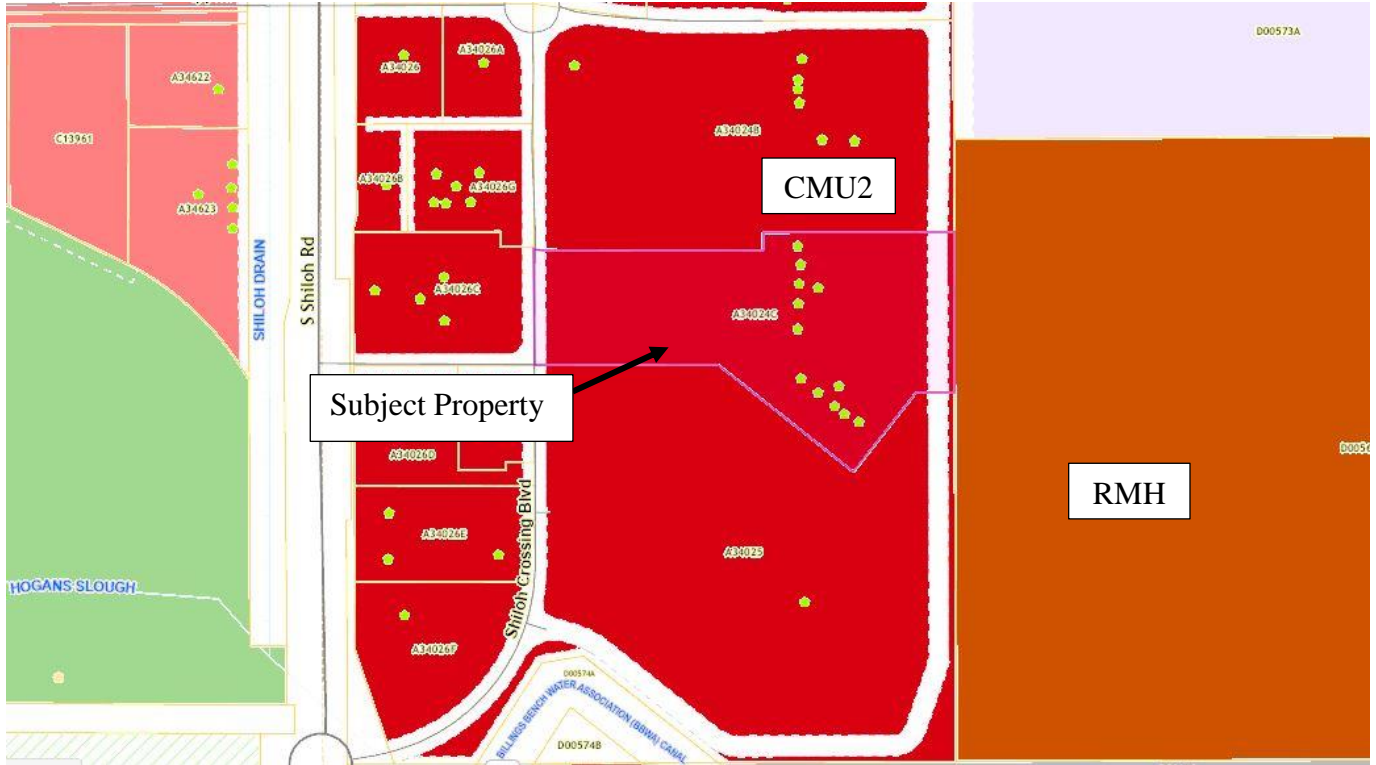 D00573A
A34622
A34026
A34026A
C13961
A34024B
A34026B
A34026G
CMU2
A34623
SHILOH DRAIN
S Shiloh Rd
A34026C
A34024C
Subject Property
A34026D
RMH
Shiloh Crossing Blvd
A34026E
A34025
HOGANS SLOUGH
A34026F
D00574A
BILLINGS BENCH WATER ASSOCIATION (BBWA) CANAL
D00574B